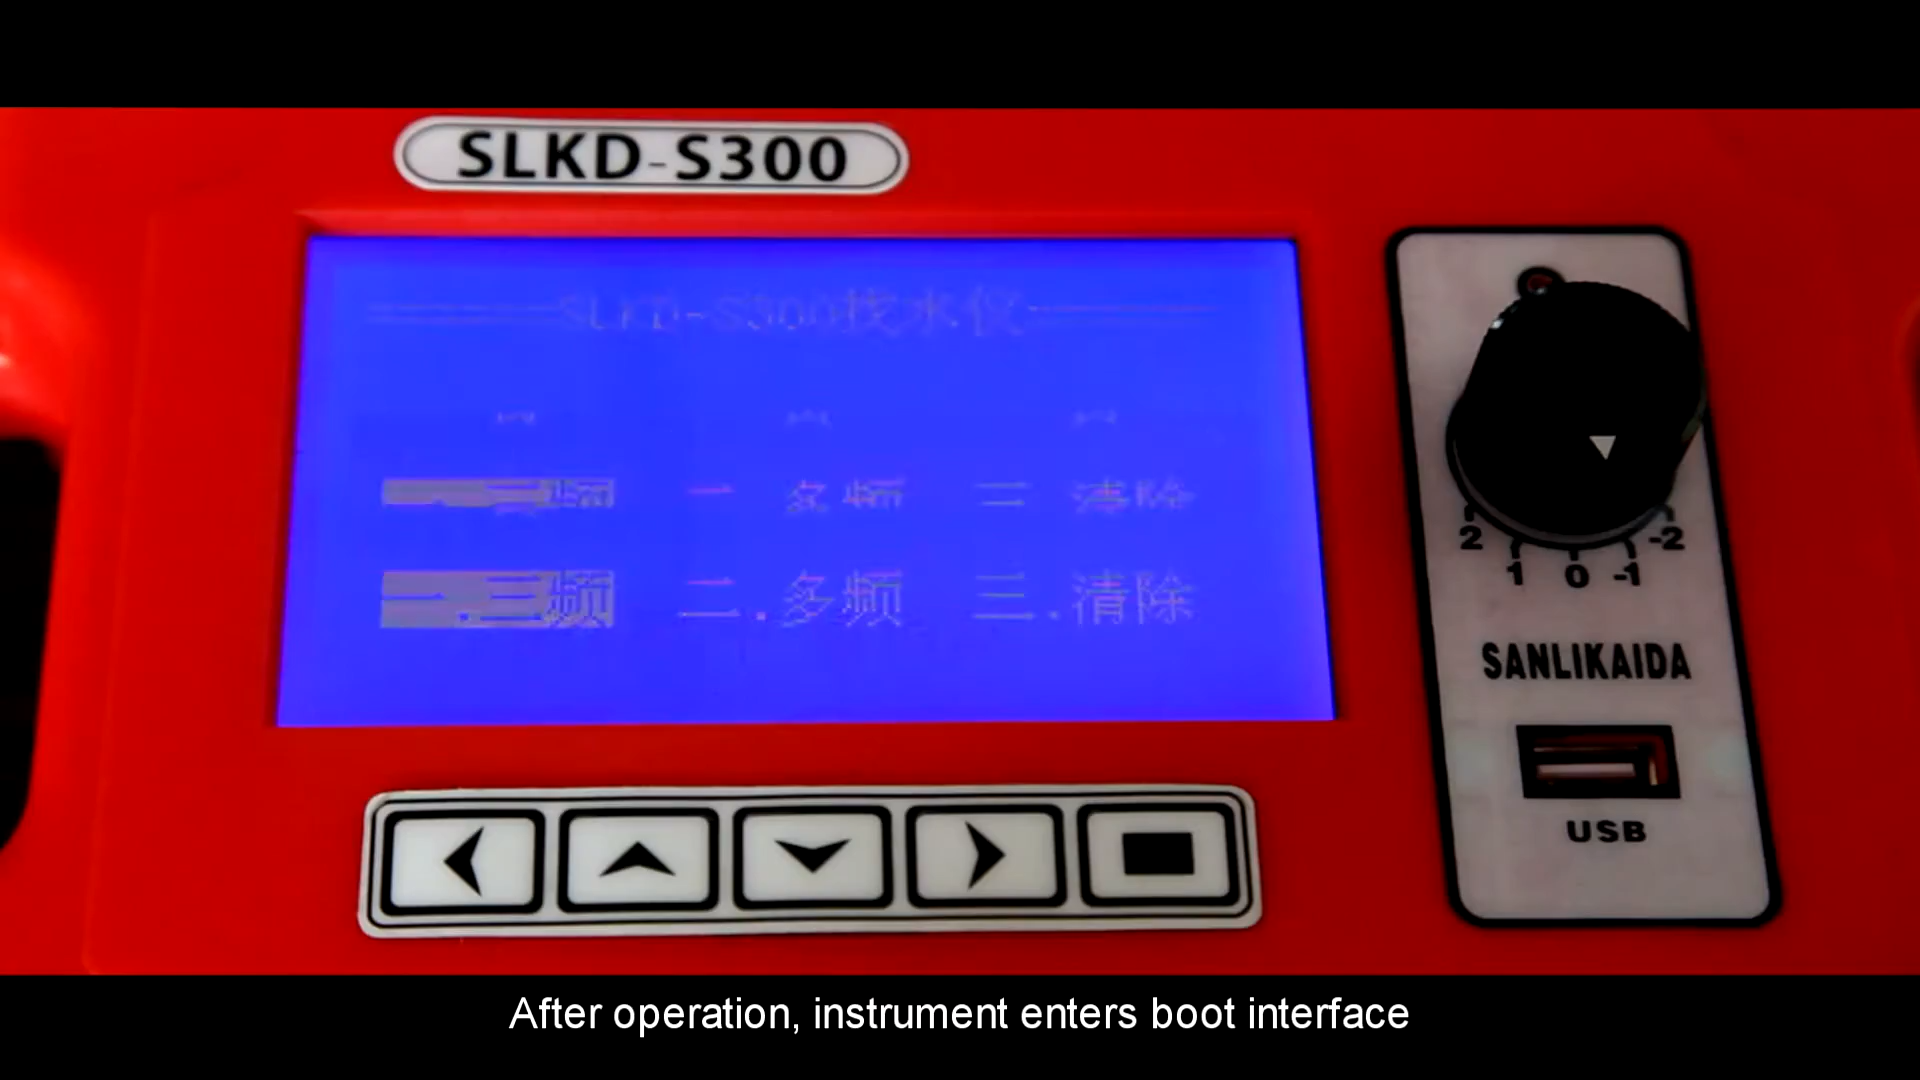 SLKD-S300
SLKD-S300找水仪
一.三频 二.多频 三.清除
2 1 0 -1 -2
SANLIKAIDA
USB
After operation, instrument enters boot interface